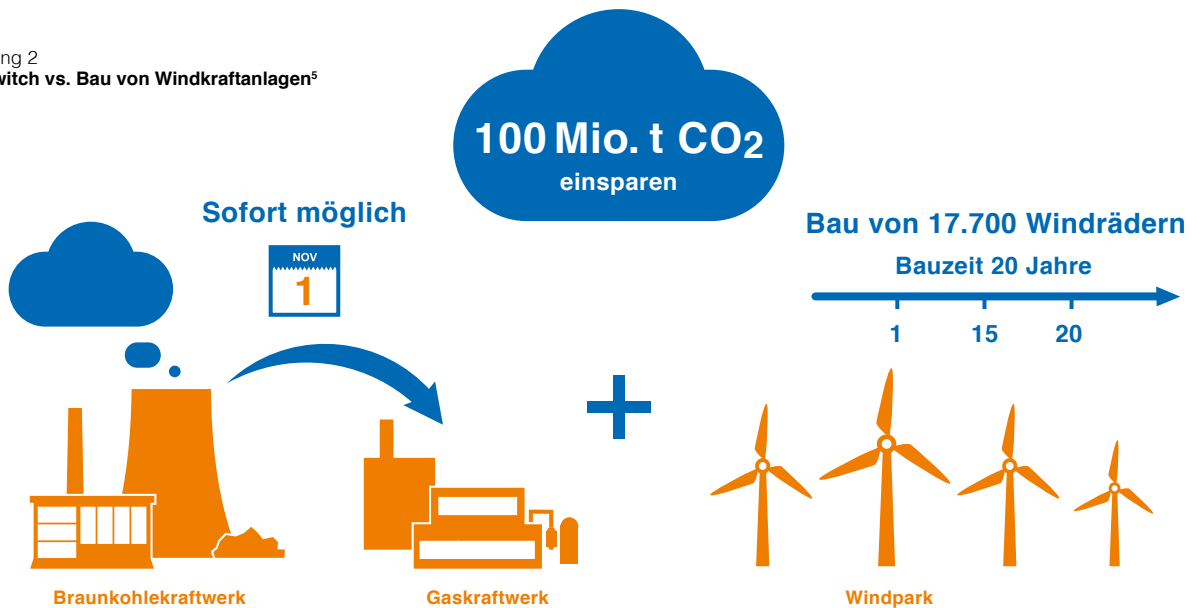 ng 2
witch vs. Bau von Windkraftanlagen⁵
100 Mio. t CO₂
einsparen
Sofort möglich
NOV
1
Bau von 17.700 Windrädern
Bauzeit 20 Jahre
1 15 20
Braunkohlekraftwerk Gaskraftwerk Windpark